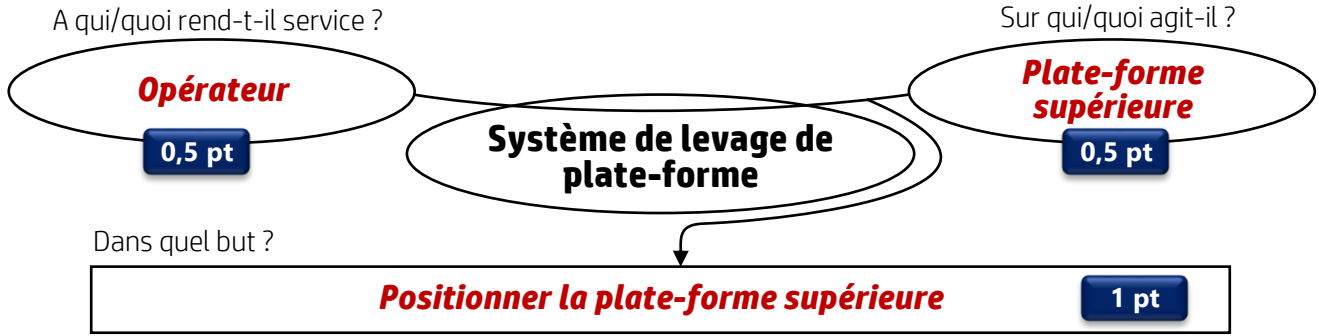 A qui/quoi rend-t-il service ?
Sur qui/quoi agit-il ?
Opérateur
Plate-forme
supérieure
0,5 pt
Système de levage de
plate-forme
0,5 pt
Dans quel but ?
Positionner la plate-forme supérieure
1 pt